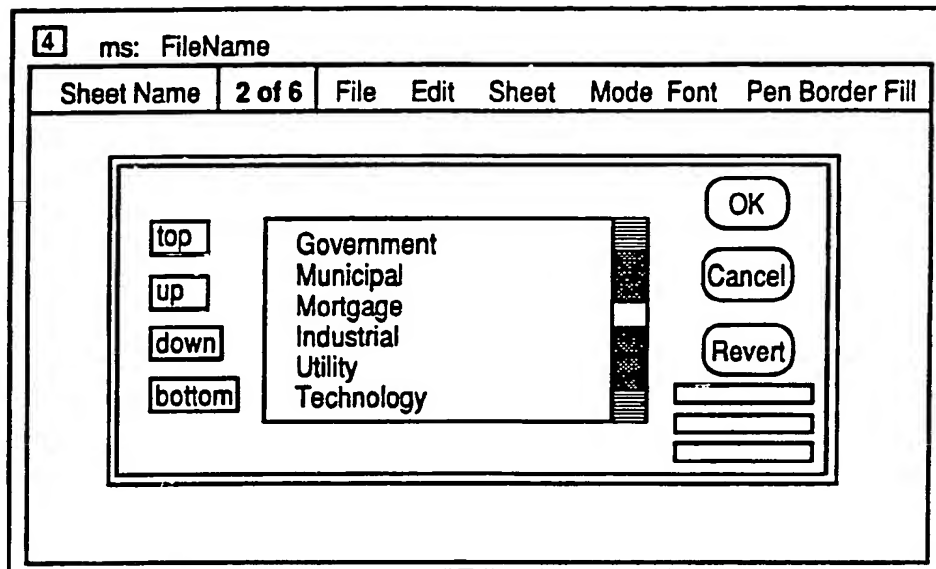 4 ms: FileName
Sheet Name 2 of 6 File Edit Sheet Mode Font Pen Border Fill
top
up
down
bottom
Government
Municipal
Mortgage
Industrial
Utility
Technology
OK
Cancel
Revert